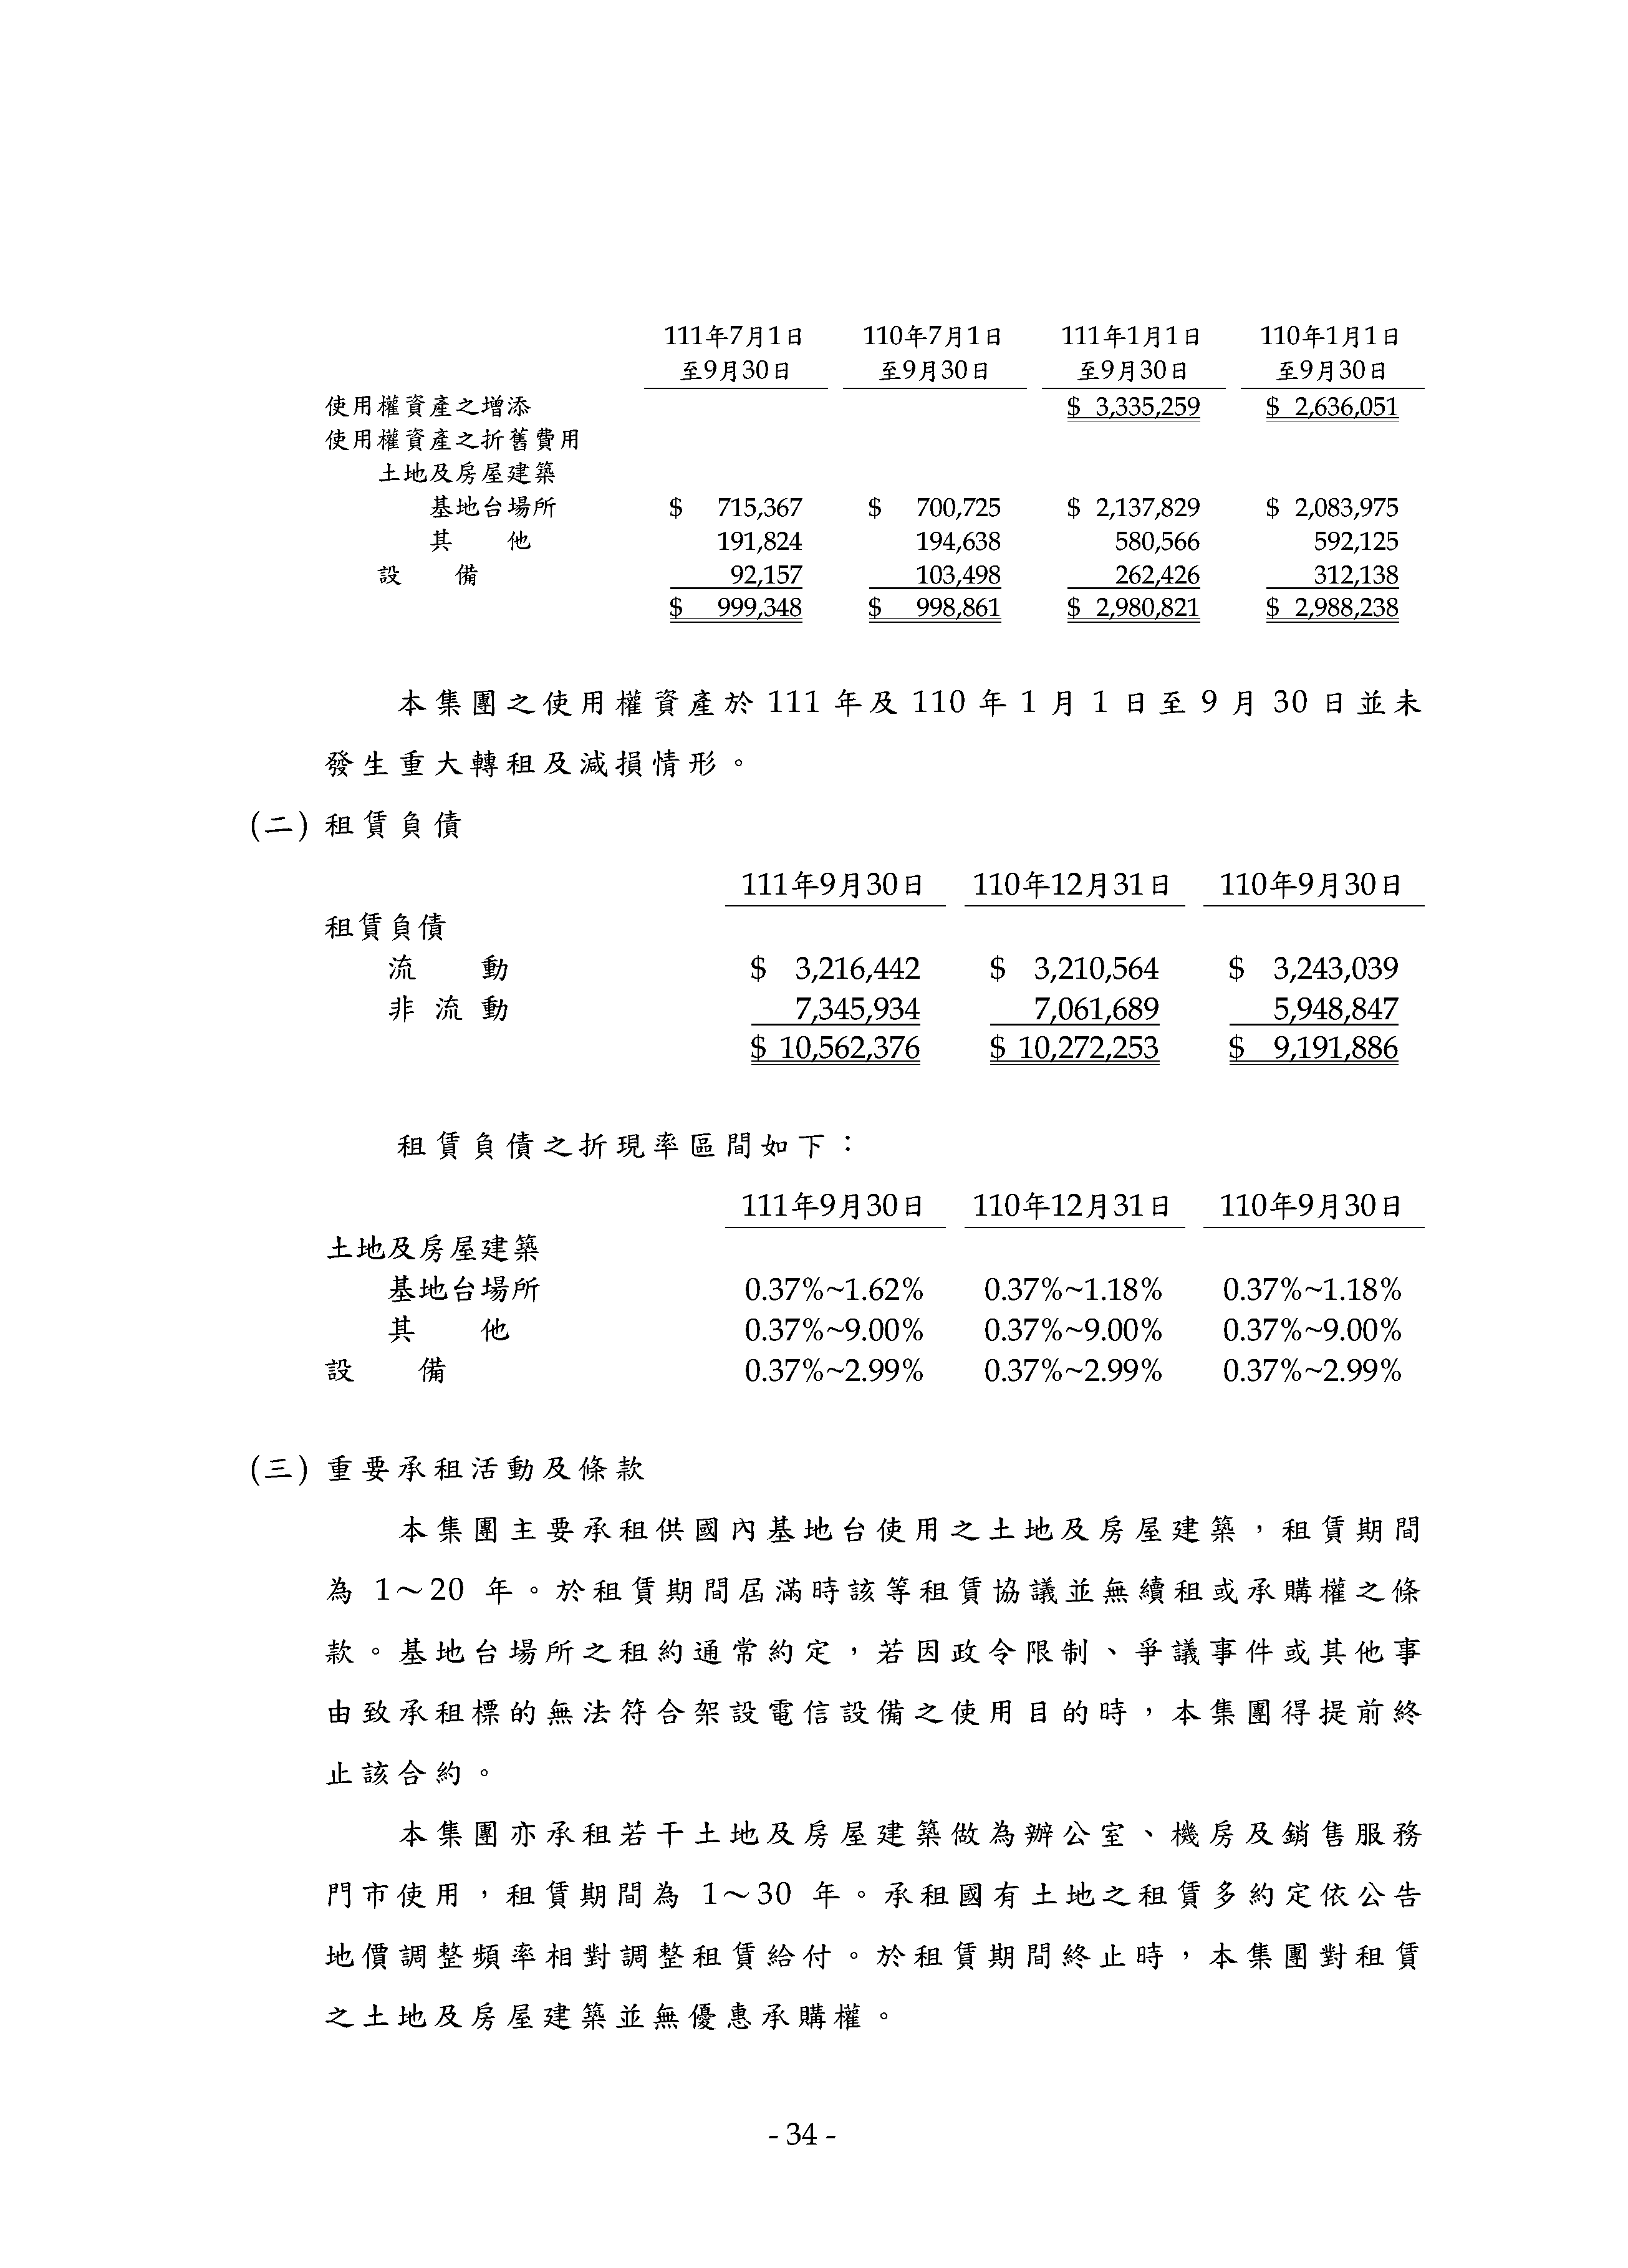 111年7月1日 110年7月1日 111年1月1日 110年1月1日
至9月30日 至9月30日 至9月30日 至9月30日
使用權資產之增添 $ 3,335,259 $ 2,636,051
使用權資產之折舊費用
土地及房屋建築
基地台場所 $ 715,367 $ 700,725 $ 2,137,829 $ 2,083,975
其 他 191,824 194,638 580,566 592,125
設 備 92,157 103,498 262,426 312,138
$ 999,348 $ 998,861 $ 2,980,821 $ 2,988,238
本集團之使用權資產於 111 年及 110 年 1 月 1 日至 9 月 30 日並未
發生重大轉租及減損情形。
(二) 租賃負債
111年9月30日 110年12月31日 110年9月30日
租賃負債
流 動 $ 3,216,442 $ 3,210,564 $ 3,243,039
非 流 動 7,345,934 7,061,689 5,948,847
$ 10,562,376 $ 10,272,253 $ 9,191,886
租賃負債之折現率區間如下：
111年9月30日 110年12月31日 110年9月30日
土地及房屋建築
基地台場所 0.37%~1.62% 0.37%~1.18% 0.37%~1.18%
其 他 0.37%~9.00% 0.37%~9.00% 0.37%~9.00%
設 備 0.37%~2.99% 0.37%~2.99% 0.37%~2.99%
(三) 重要承租活動及條款
本集團主要承租供國內基地台使用之土地及房屋建築，租賃期間
為 1～20 年。於租賃期間屆滿時該等租賃協議並無續租或承購權之條
款。基地台場所之租約通常約定，若因政令限制、爭議事件或其他事
由致承租標的無法符合架設電信設備之使用目的時，本集團得提前終
止該合約。
本集團亦承租若干土地及房屋建築做為辦公室、機房及銷售服務
門市使用，租賃期間為 1～30 年。承租國有土地之租賃多約定依公告
地價調整頻率相對調整租賃給付。於租賃期間終止時，本集團對租賃
之土地及房屋建築並無優惠承購權。
- 34 -